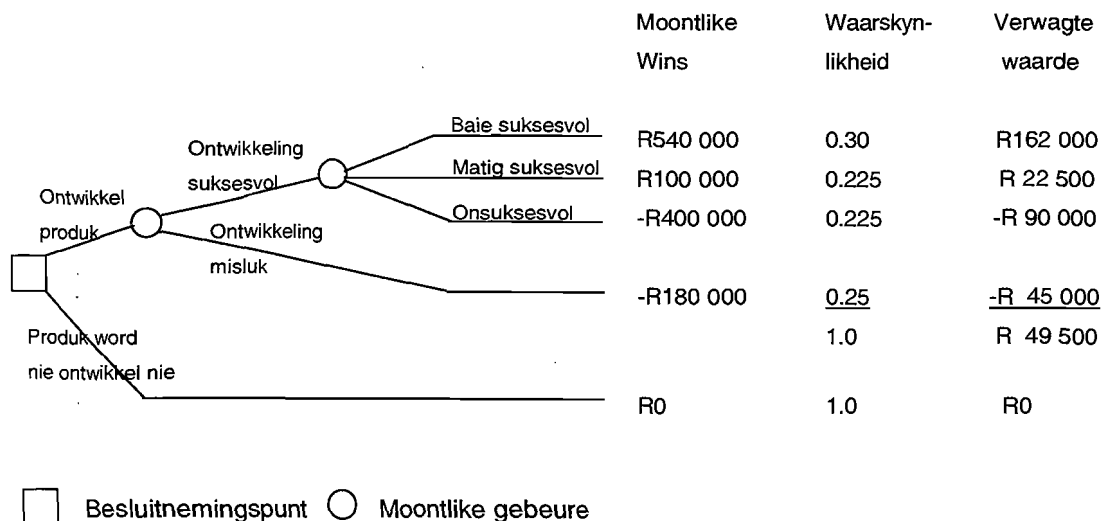 Moontlike Waarskyn- Verwagte
Wins likheid waarde
Baie suksesvol R540 000 0.30 R162 000
Ontwikkeling
suksesvol
Matig suksesvol R100 000 0.225 R 22 500
Ontwikkel
produk
Onsuksesvol -R400 000 0.225 -R 90 000
Ontwikkeling
misluk
-R180 000 0.25 -R 45 000
1.0 R 49 500
Produk word
nie ontwikkel nie
R0 1.0 R0
Besluitnemingspunt Moontlike gebeure